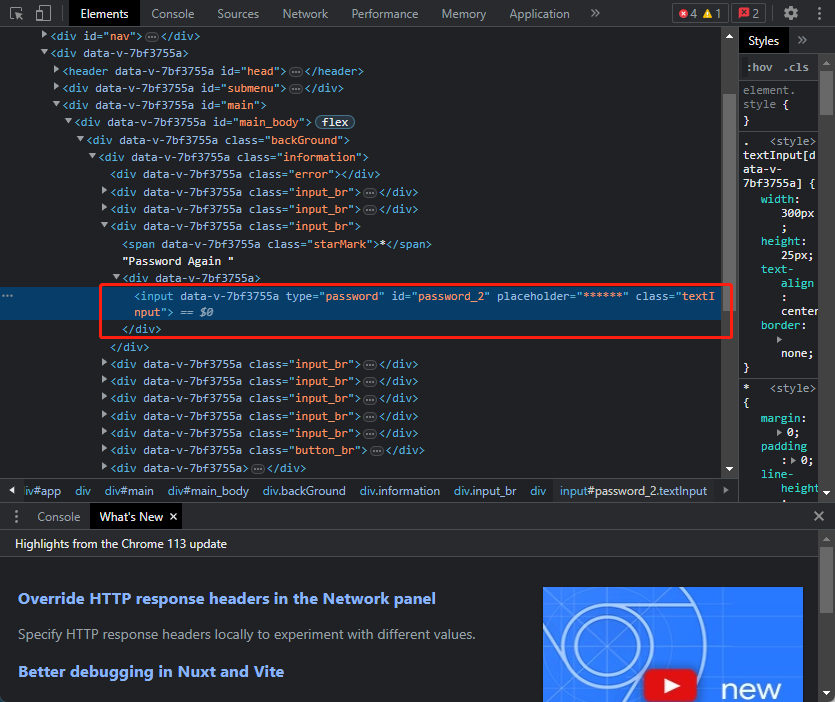 Elements Console Sources Network Performance Memory Application » 4 1 2
<div id="nav"> ⋯ </div>
<div data-v-7bf3755a>
<header data-v-7bf3755a id="head"> ⋯ </header>
<div data-v-7bf3755a id="submenu"> ⋯ </div>
<div data-v-7bf3755a id="main">
<div data-v-7bf3755a id="main_body"> flex
<div data-v-7bf3755a class="backGround">
<div data-v-7bf3755a class="information">
<div data-v-7bf3755a class="error"></div>
<div data-v-7bf3755a class="input_br"> ⋯ </div>
<div data-v-7bf3755a class="input_br"> ⋯ </div>
<div data-v-7bf3755a class="input_br">
<span data-v-7bf3755a class="starMark">*</span>
"Password Again "
<div data-v-7bf3755a>
<input data-v-7bf3755a type="password" id="password_2" placeholder="******" class="textI
nput"> == $0
</div>
</div>
<div data-v-7bf3755a class="input_br"> ⋯ </div>
<div data-v-7bf3755a class="input_br"> ⋯ </div>
<div data-v-7bf3755a class="input_br"> ⋯ </div>
<div data-v-7bf3755a class="input_br"> ⋯ </div>
<div data-v-7bf3755a class="input_br"> ⋯ </div>
<div data-v-7bf3755a class="button_br"> ⋯ </div>
<div data-v-7bf3755a> ⋯ </div>
iv#app div div#main div#main_body div.backGround div.information div.input_br div input#password_2.textInput
Styles »
:hov .cls
element.
style {
}
. <style>
textInput[d
ata-v-
7bf3755a] {
width:
300px
;
height:
25px;
text-
align
:
center
border:
none;
}
* <style>
{
margin:
0;
padding
: 0;
line-
height
Console What's New ×
Highlights from the Chrome 113 update
Override HTTP response headers in the Network panel
Specify HTTP response headers locally to experiment with different values.
Better debugging in Nuxt and Vite
new